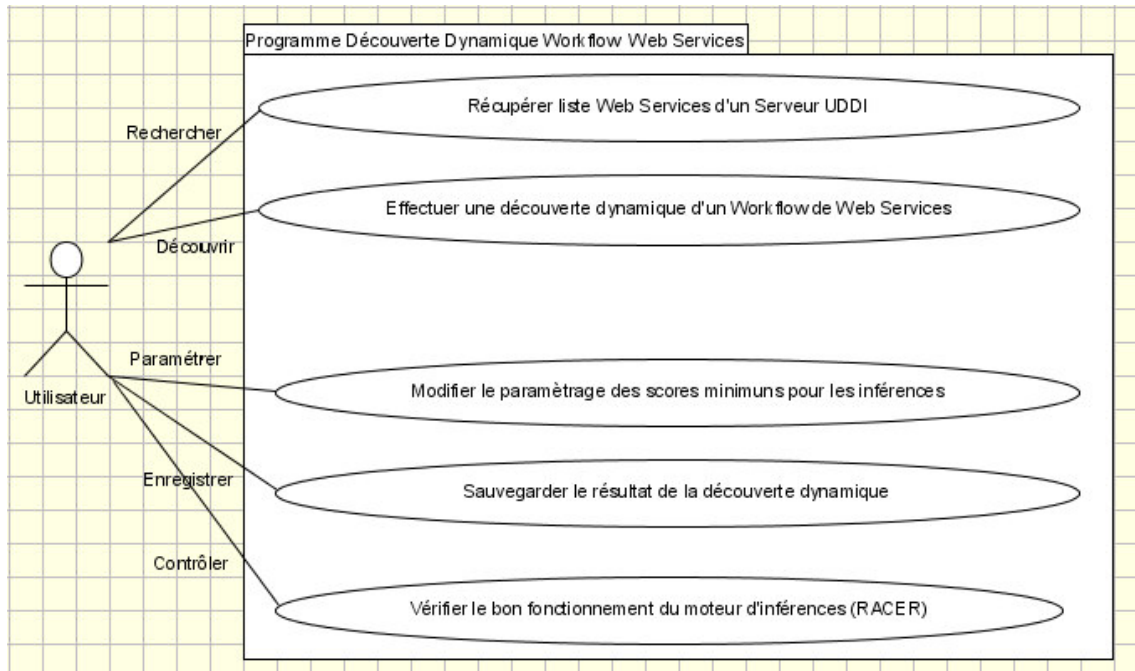 Programme Découverte Dynamique Workflow Web Services
Récupérer liste Web Services d'un Serveur UDDI
Rechercher
Effectuer une découverte dynamique d'un Workflow de Web Services
Découvrir
Paramétrer
Modifier le paramètrage des scores minimuns pour les inférences
Utilisateur
Enregistrer
Sauvegarder le résultat de la découverte dynamique
Contrôler
Vérifier le bon fonctionnement du moteur d'inférences (RACER)